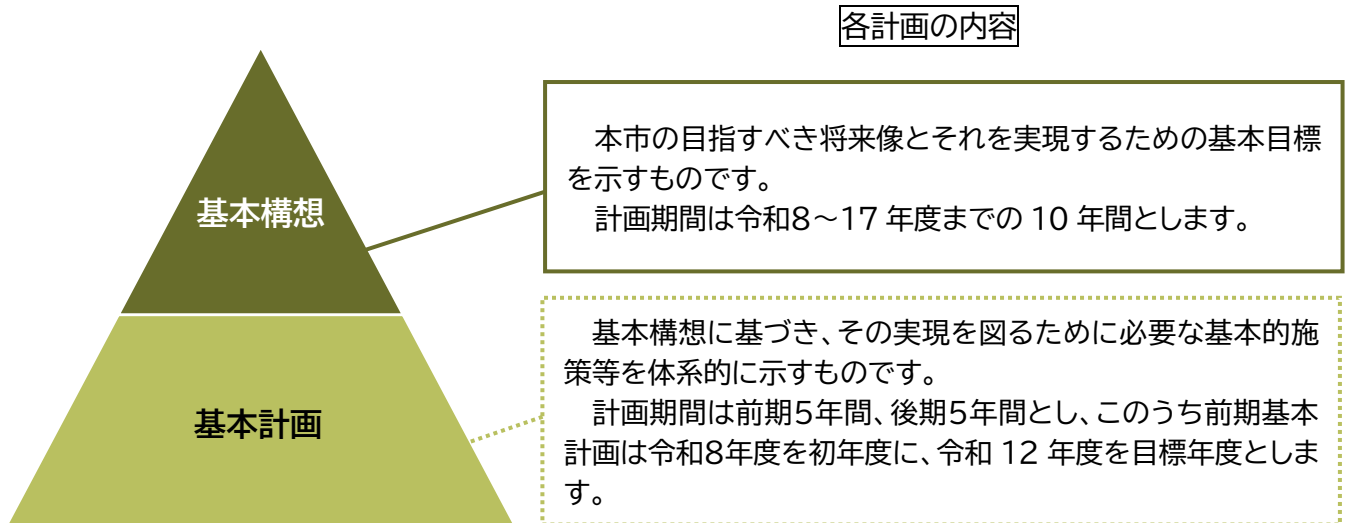 各計画の内容
本市の目指すべき将来像とそれを実現するための基本目標
を示すものです。
計画期間は令和8～17 年度までの 10 年間とします。
基本構想
基本構想に基づき、その実現を図るために必要な基本的施
策等を体系的に示すものです。
計画期間は前期5年間、後期5年間とし、このうち前期基本
計画は令和8年度を初年度に、令和 12 年度を目標年度としま
す。
基本計画